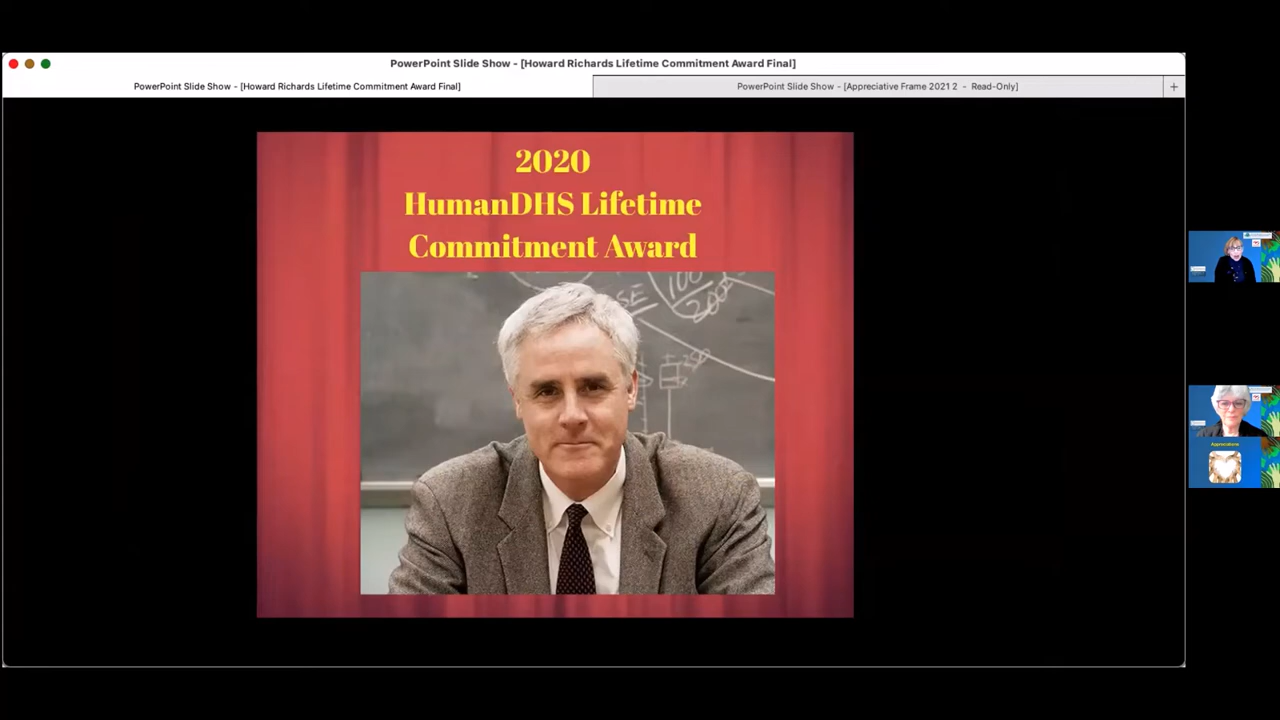 PowerPoint Slide Show - [Howard Richards Lifetime Commitment Award Final]
PowerPoint Slide Show - [Howard Richards Lifetime Commitment Award Final]
PowerPoint Slide Show - [Appreciative Frame 2021 2 - Read-Only]
+
2020
HumanDHS Lifetime
Commitment Award
Appreciations